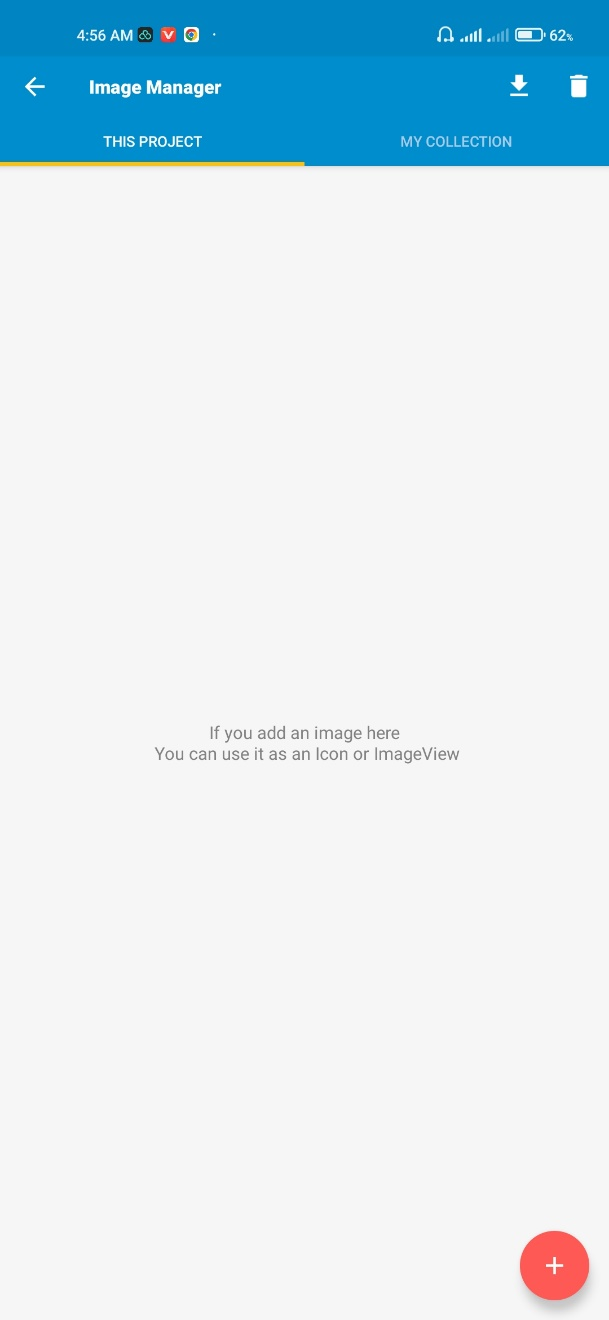 4:56 AM
62%
Image Manager
THIS PROJECT
MY COLLECTION
If you add an image here
You can use it as an Icon or ImageView